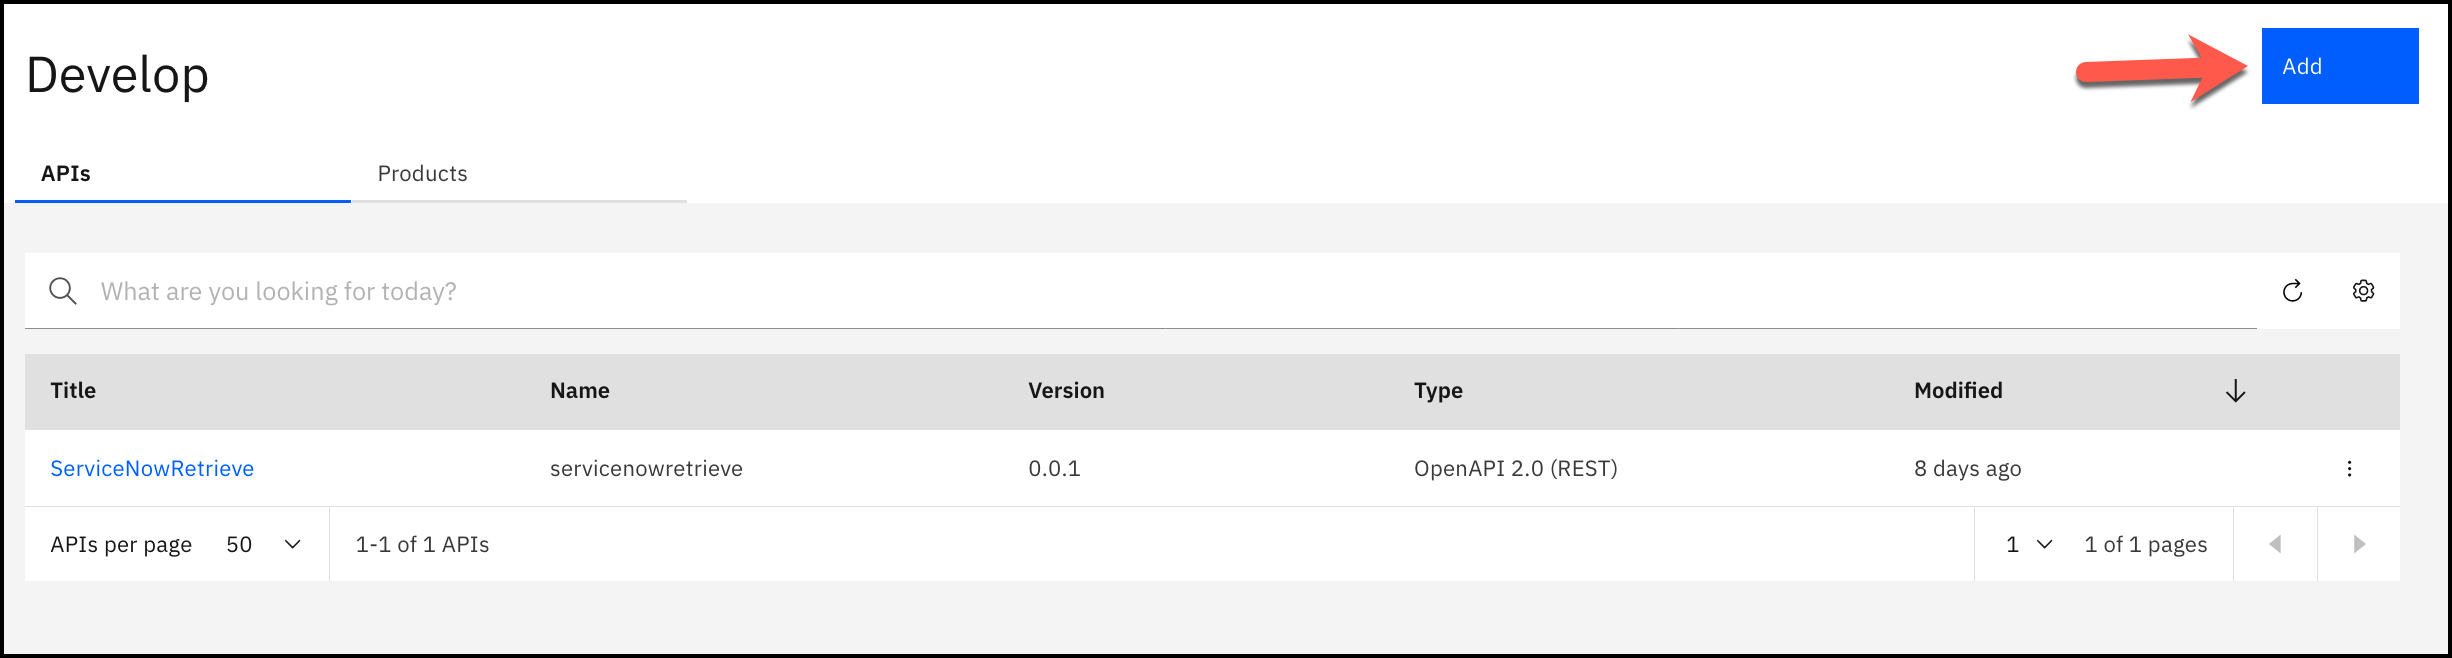 Develop
Add
APIs Products
What are you looking for today?
Title Name Version Type Modified
ServiceNowRetrieve servicenowretrieve 0.0.1 OpenAPI 2.0 (REST) 8 days ago
APIs per page 50 1-1 of 1 APIs 1 1 of 1 pages